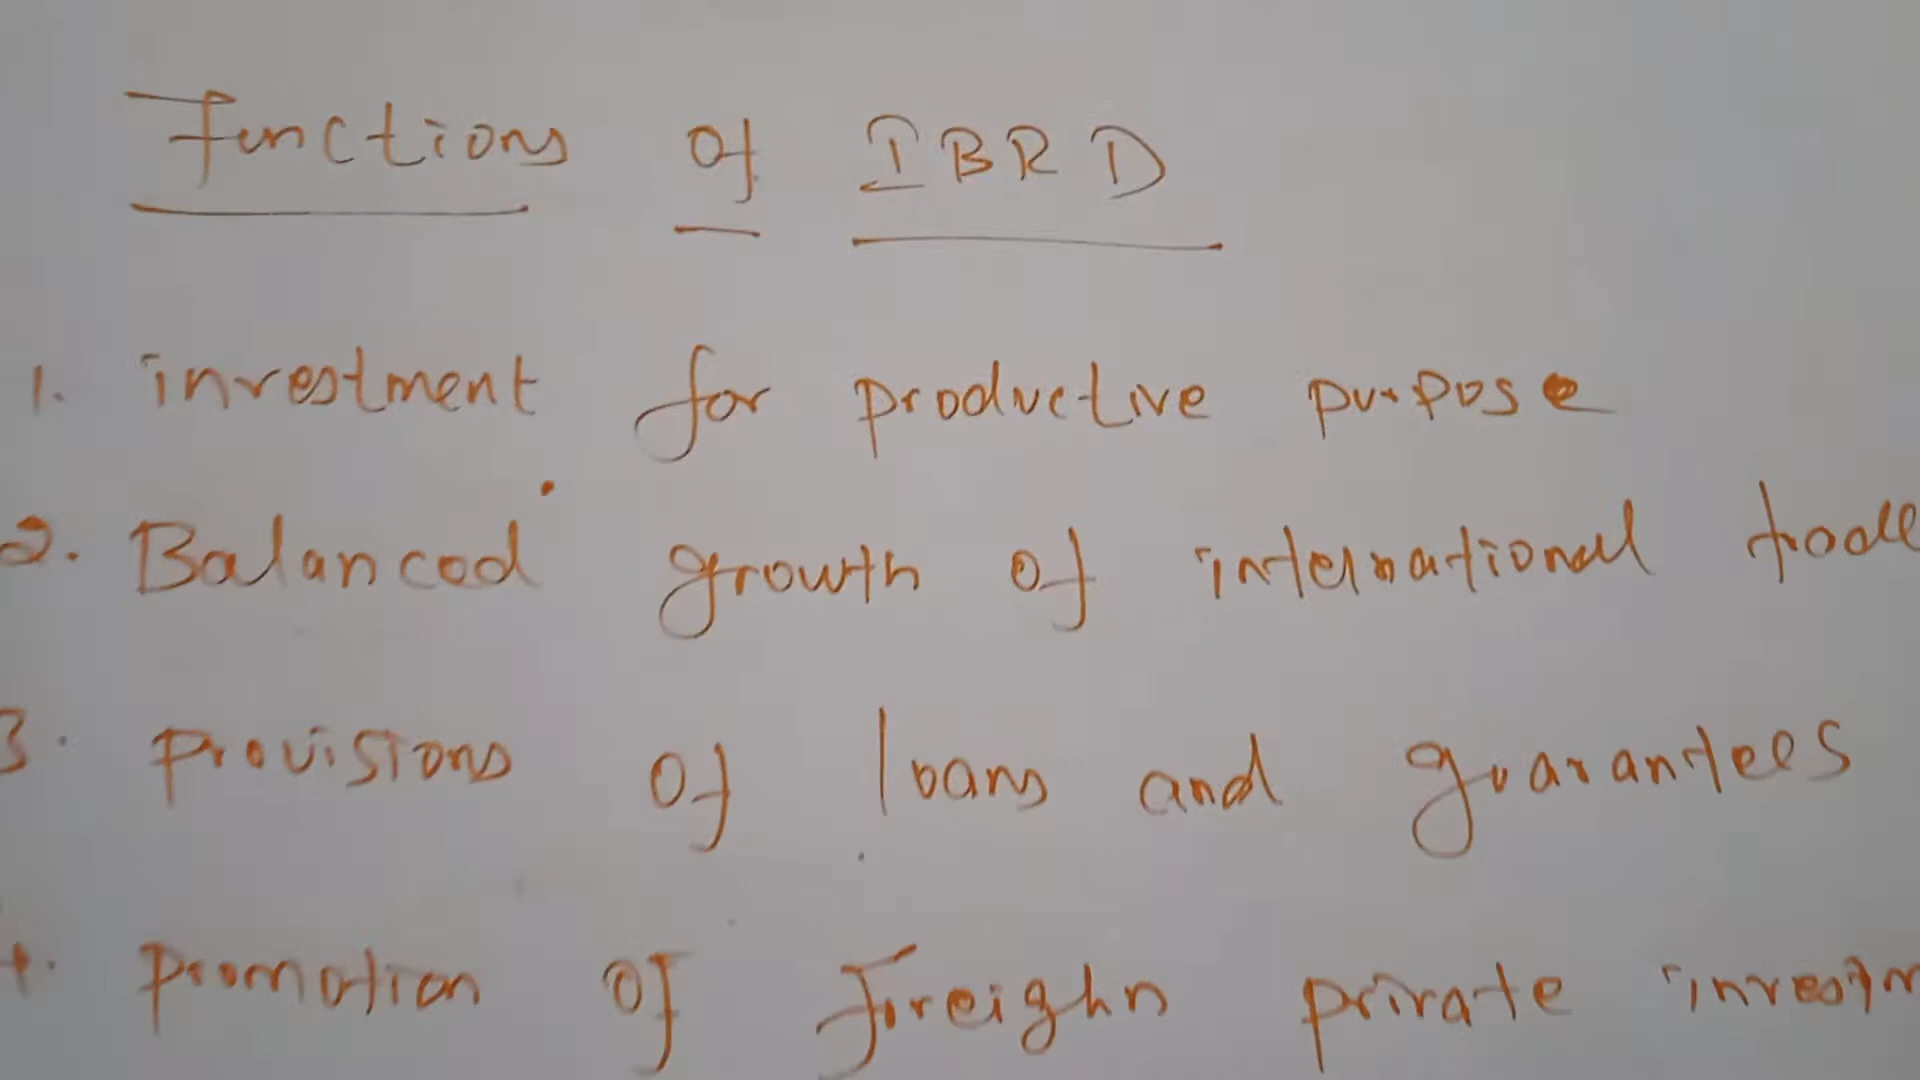 Functions of IBRD
1. investment for productive purpose
2. Balanced growth of international trade
3. provisions of loans and guarantees
4. promotion of Foreighn private investm